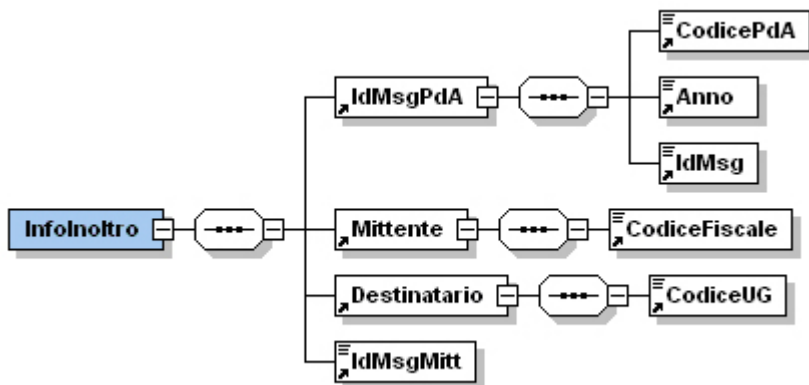 CodicePdA
IdMsgPdA
Anno
IdMsg
InfoInoltro
Mittente
CodiceFiscale
Destinatario
CodiceUG
IdMsgMitt